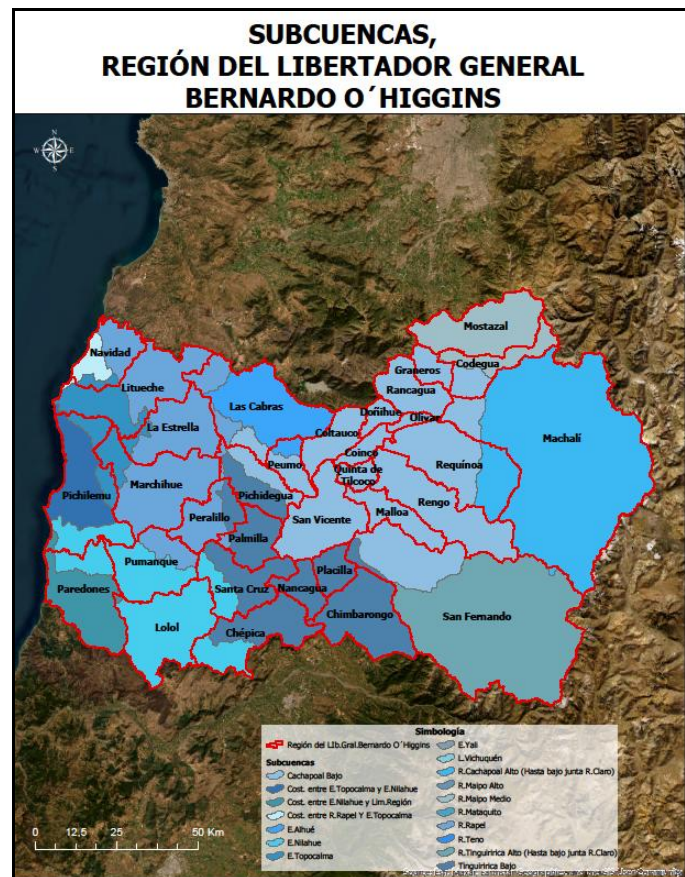 SUBCUENCAS,
REGIÓN DEL LIBERTADOR GENERAL
BERNARDO O´HIGGINS
N
W E
S
Mostazal
Navidad
Codegua
Graneros
Litueche
Rancagua
Las Cabras
Doñihue
Olivar
La Estrella
Coltauco
Machalí
Coinco
Peumo
Requínoa
Quinta de
Tilcoco
Pichilemu
Marchihue
Pichidegua
Rengo
Peralillo
San Vicente
Malloa
Palmilla
Pumanque
Placilla
Paredones
Santa Cruz
Nancagua
Chimbarongo
San Fernando
Lolol
Chépica
Simbología
Región del LIb.Gral.Bernardo O´Higgins
Subcuencas
Cachapoal Bajo
Cost. entre E.Topocalma y E.Nilahue
Cost. entre E.Nilahue y Lim.Región
Cost. entre R.Rapel Y E.Topocalma
E.Alhué
E.Nilahue
E.Topocalma
E.Yali
L.Vichuquén
R.Cachapoal Alto (Hasta bajo junta R.Claro)
R.Maipo Alto
R.Maipo Medio
R.Mataquito
R.Rapel
R.Teno
R.Tinguiririca Alto (Hasta bajo junta R.Claro)
Tinguiririca Bajo
0 12,5 25 50 Km